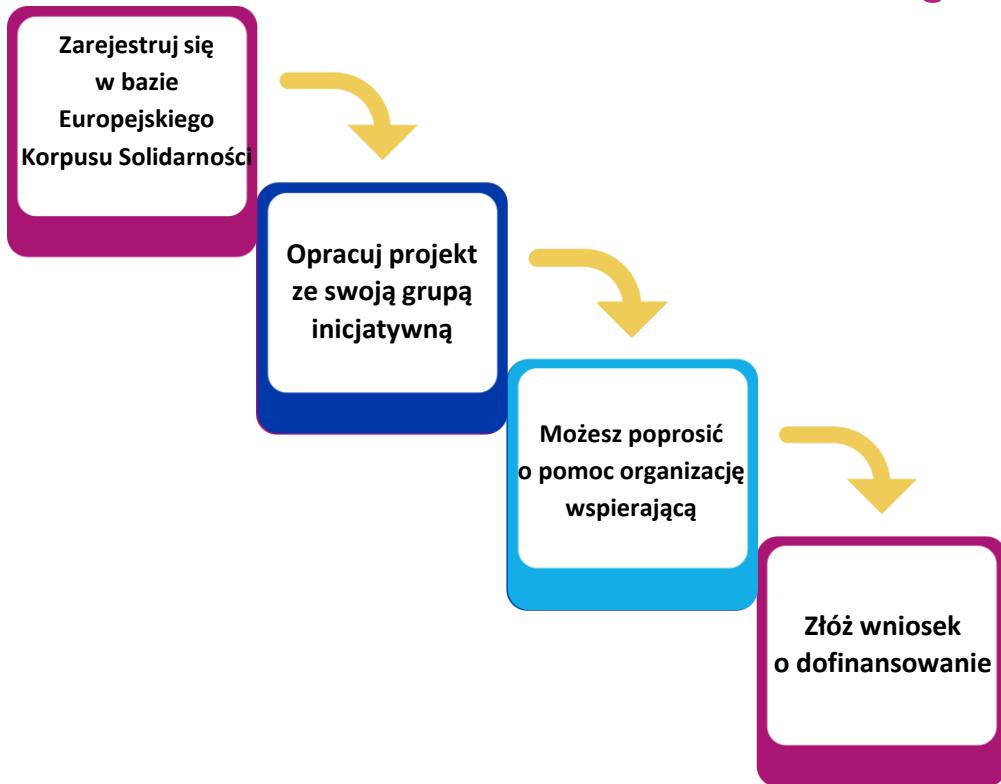 Zarejestruj się
w bazie
Europejskiego
Korpusu Solidarności
Opracuj projekt
ze swoją grupą
inicjatywną
Możesz poprosić
o pomoc organizację
wspierającą
Złóż wniosek
o dofinansowanie